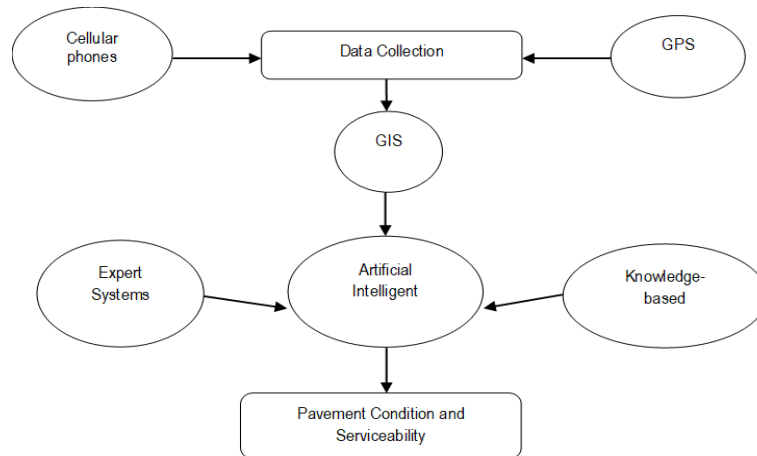 Cellular
phones
Data Collection
GPS
GIS
Expert
Systems
Artificial
Intelligent
Knowledge-
based
Pavement Condition and
Serviceability